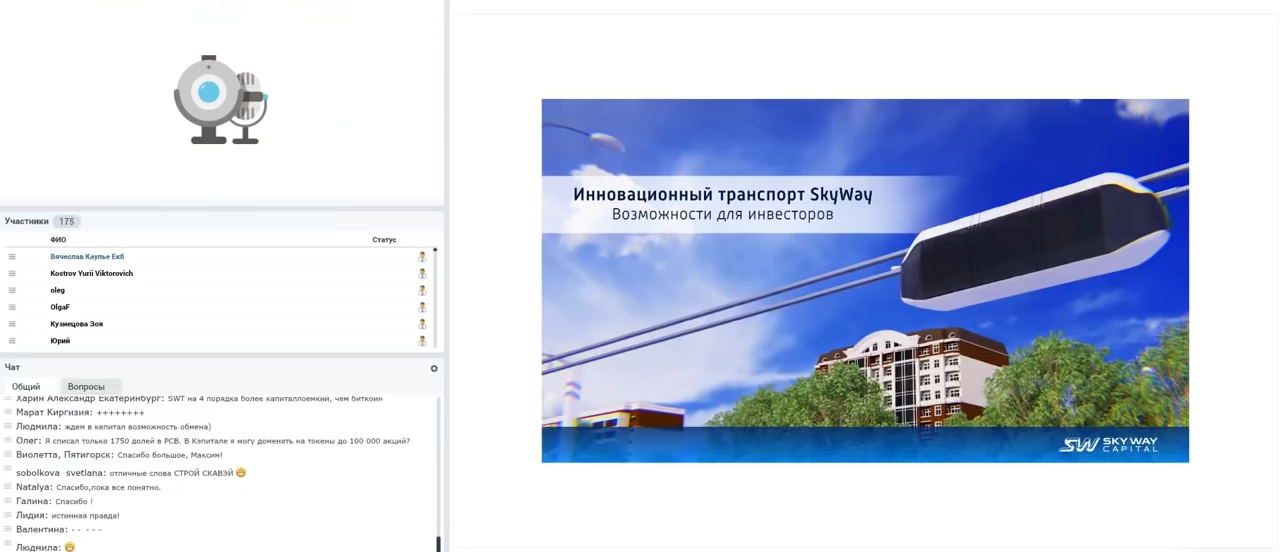 Участники 175
ФИО Статус
Вячеслав Каулье Екб
Kostrov Yurii Viktorovich
oleg
OlgaF
Кузнецова Зоя
Юрий
Чат
Общий Вопросы
Харин Александр Екатеринбург: SWT на 4 порядка более капиталлоемкий, чем биткоин
Марат Киргизия: ++++++++
Людмила: ждем в кепитал возможность обмена)
Олег: Я списал только 1750 долей в РСВ. В Кэпитале я могу доменять на токены до 100 000 акций?
Виолетта, Пятигорск: Спасибо большое, Максим!
sobolkova svetlana: отличные слова СТРОЙ СКАВЭЙ
Natalya: Спасибо,пока все понятно.
Галина: Спасибо !
Лидия: истинная правда!
Валентина: - - - - -
Людмила:
Инновационный транспорт SkyWay
Возможности для инвесторов
SW SKY WAY
CAPITAL